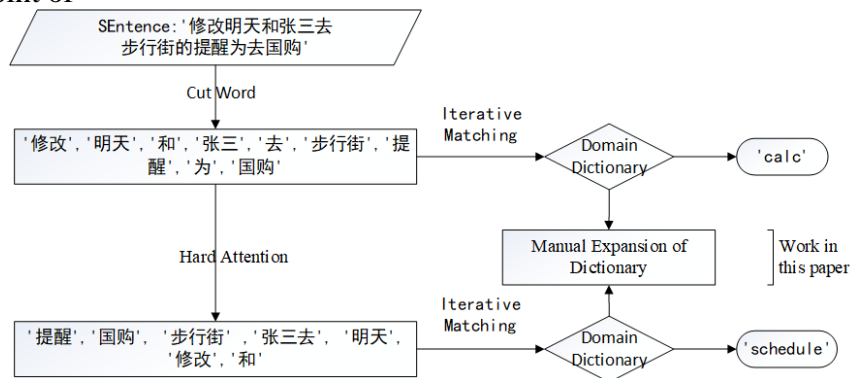 SEntence:'修改明天和张三去
步行街的提醒为去国购'
Cut Word
'修改','明天','和','张三','去','步行街','提
醒','为','国购'
Iterative
Matching
Domain
Dictionary
'calc'
Hard Attention
Manual Expansion of
Dictionary
Work in
this paper
'提醒','国购', '步行街' ,'张三去', '明天',
'修改','和'
Iterative
Matching
Domain
Dictionary
'schedule'